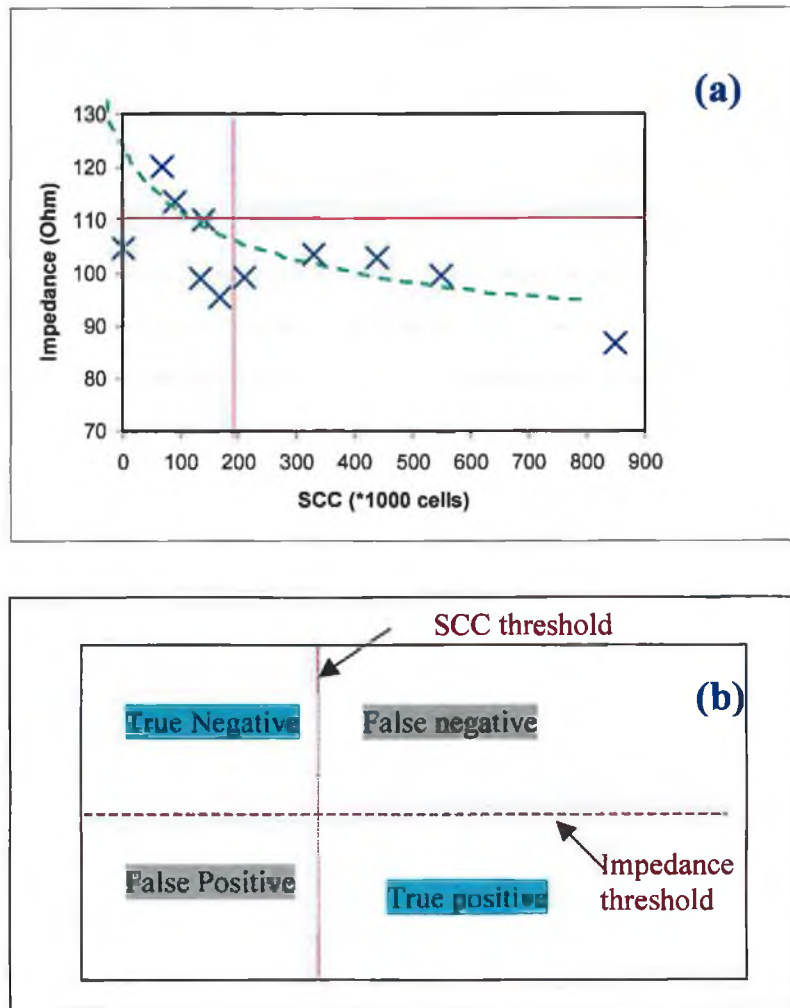 (a)
130
120
110
100
90
80
70
Impedance (Ohm)
0 100 200 300 400 500 600 700 800 900
SCC (*1000 cells)
SCC threshold
(b)
True Negative
False negative
False Positive
True positive
Impedance
threshold